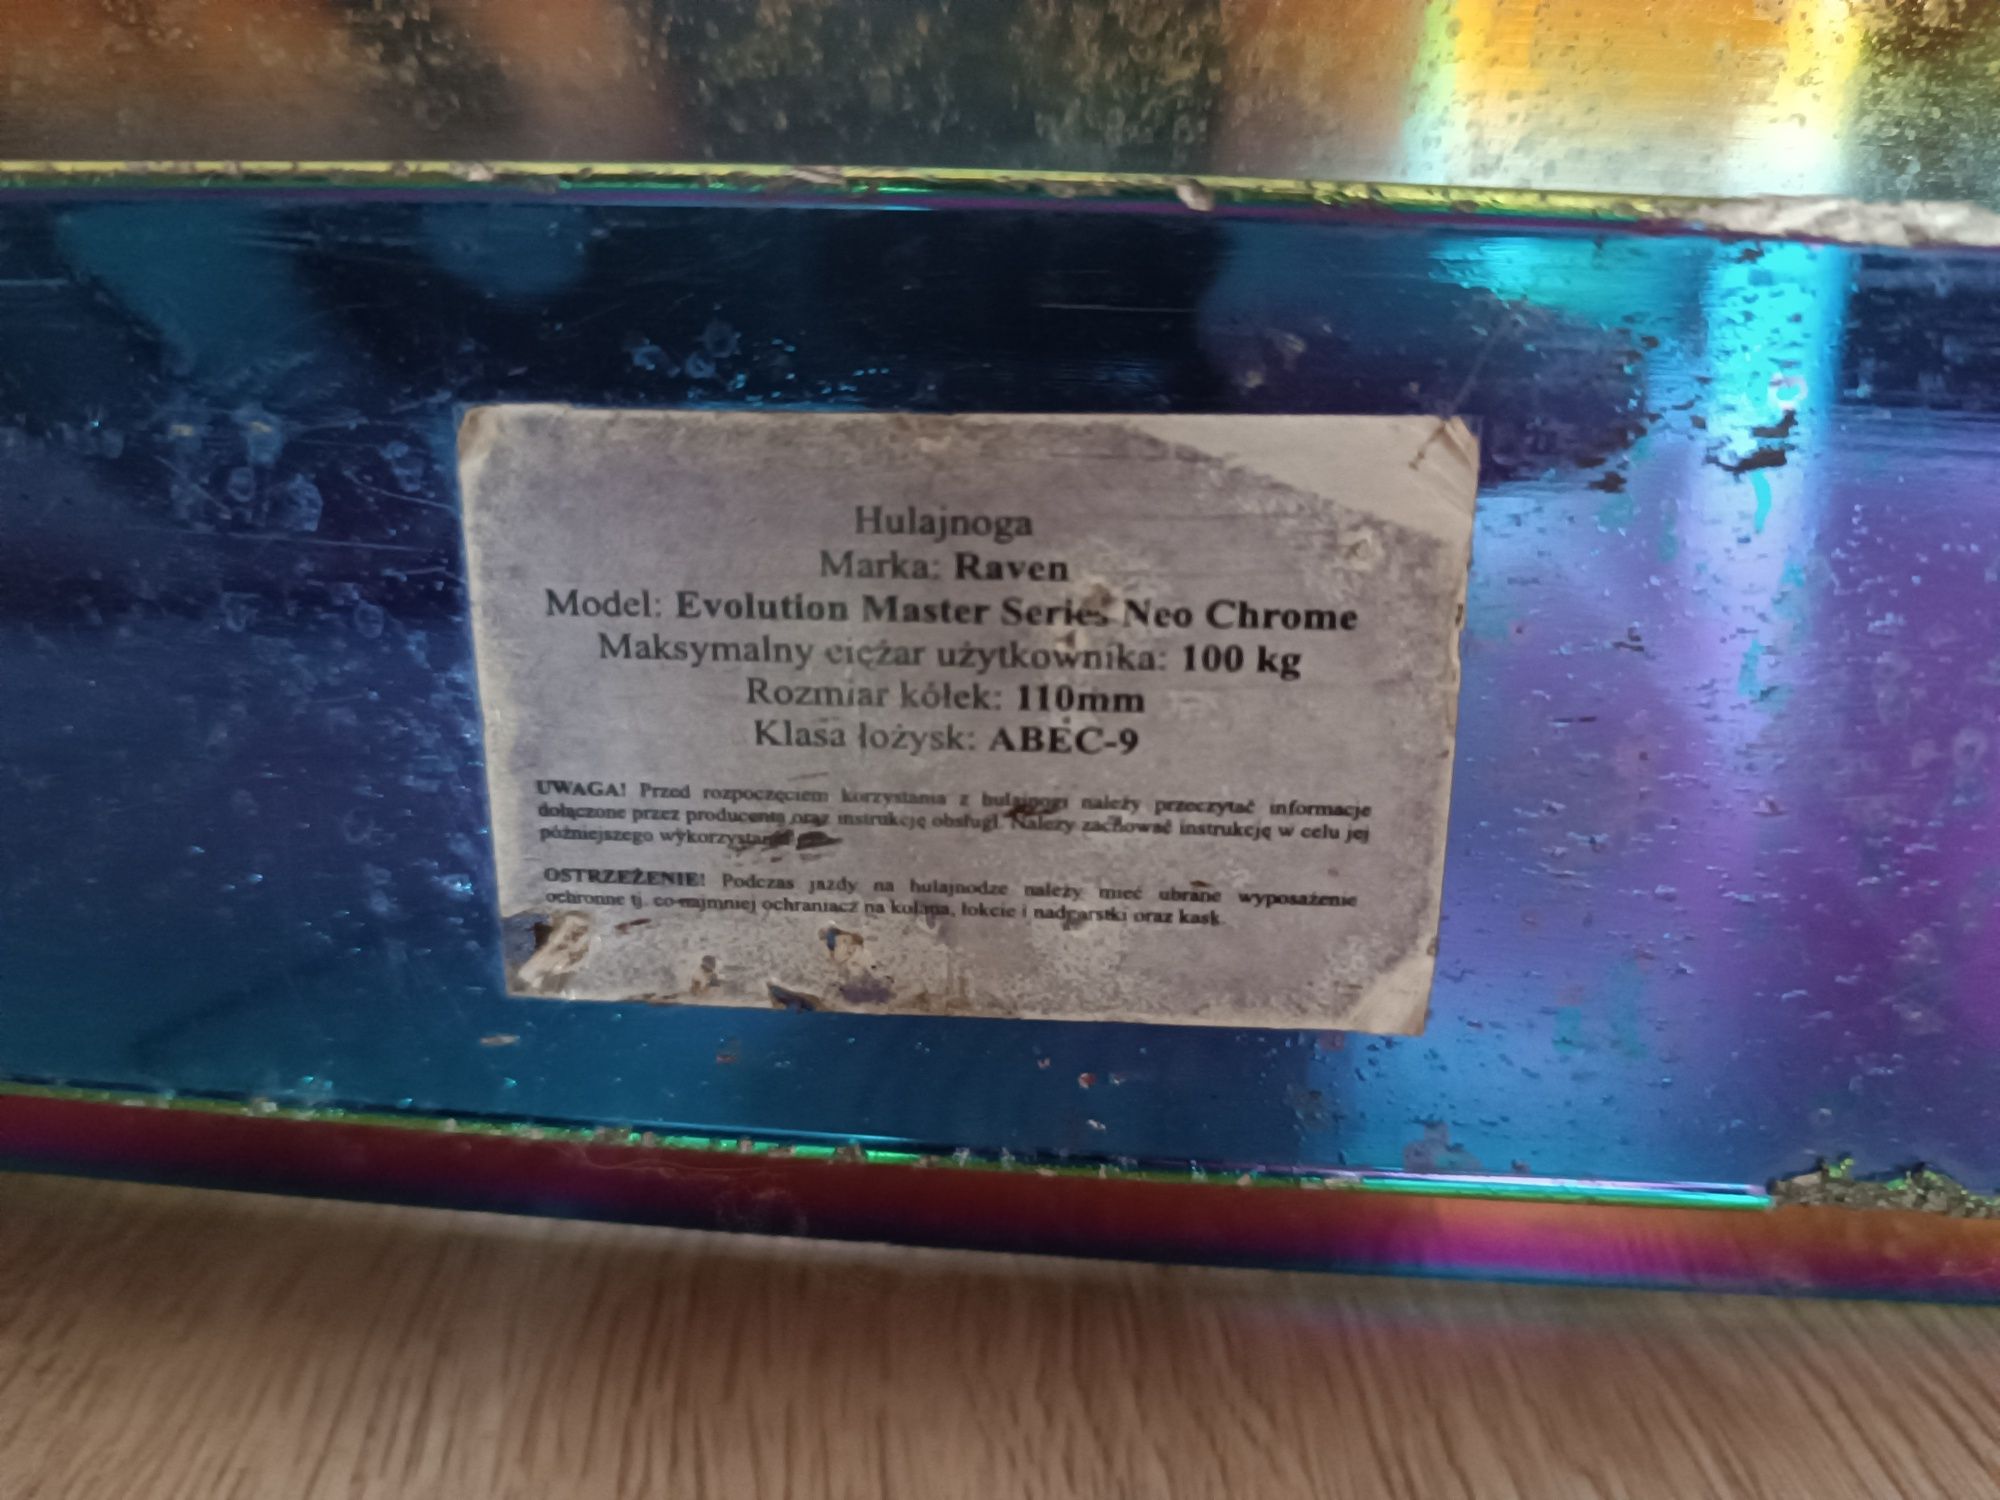 Hulajnoga
Marka: Raven
Model: Evolution Master Series Neo Chrome
Maksymalny ciężar użytkownika: 100 kg
Rozmiar kółek: 110mm
Klasa łożysk: ABEC-9
UWAGA! Przed rozpoczęciem korzystania z hulajnogi należy przeczytać informacje
dołączone przez producenta oraz instrukcję obsługi. Należy zachować instrukcję w celu jej
późniejszego wykorzystania
OSTRZEŻENIE! Podczas jazdy na hulajnodze należy mieć ubrane wyposażenie
ochronne tj. co najmniej ochraniacz na kolana, łokcie i nadgarstki oraz kask.